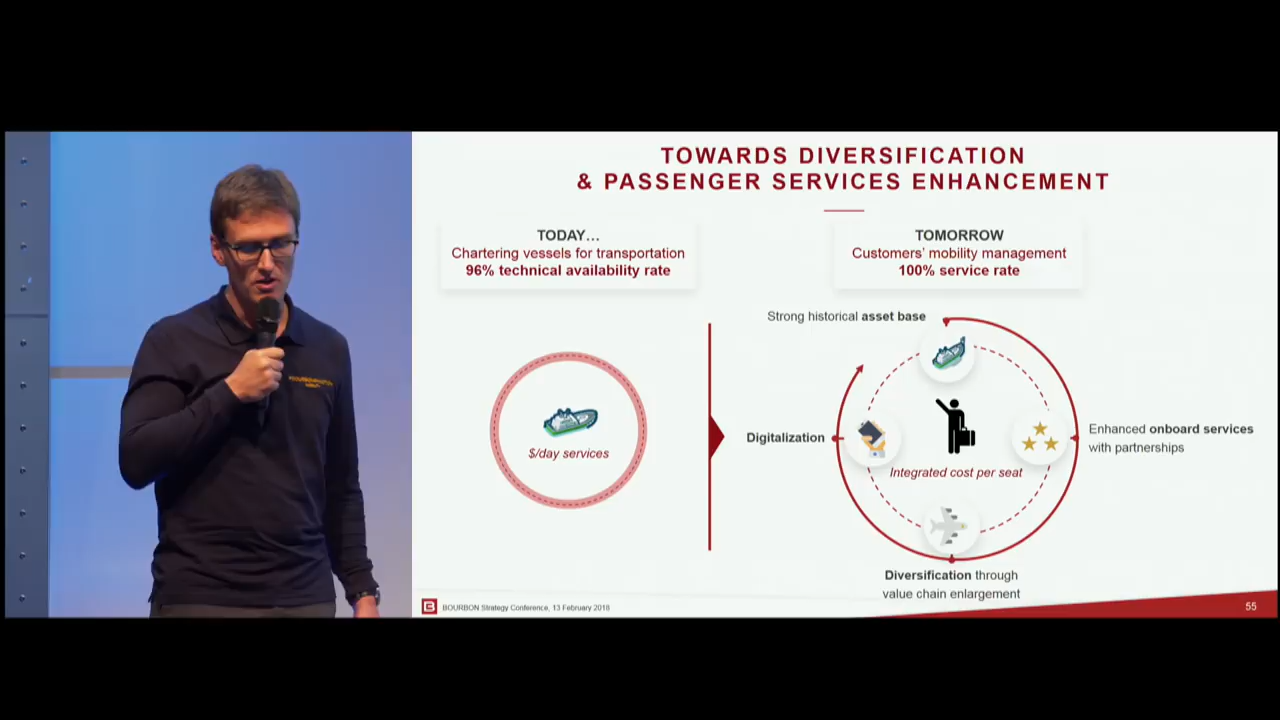 TOWARDS DIVERSIFICATION
& PASSENGER SERVICES ENHANCEMENT
TODAY…
Chartering vessels for transportation
96% technical availability rate
TOMORROW
Customers' mobility management
100% service rate
Strong historical asset base
$/day services
Digitalization
Integrated cost per seat
Enhanced onboard services
with partnerships
Diversification through
value chain enlargement
BOURBON Strategy Conference, 13 February 2018
55